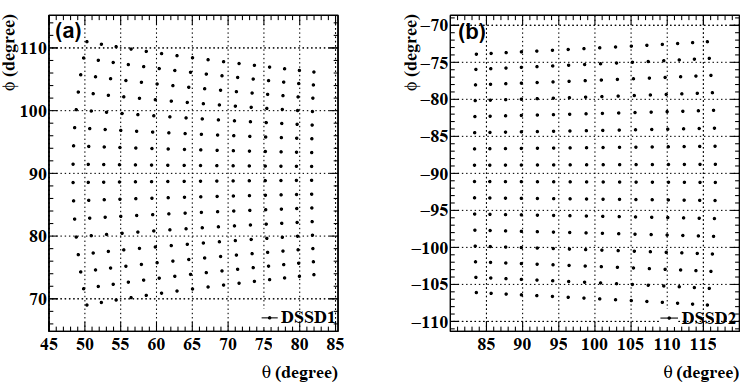 (a)
ϕ (degree)
110
100
90
80
70
45 50 55 60 65 70 75 80 85
θ (degree)
DSSD1
(b)
ϕ (degree)
−70
−75
−80
−85
−90
−95
−100
−105
−110
85 90 95 100 105 110 115
θ (degree)
DSSD2